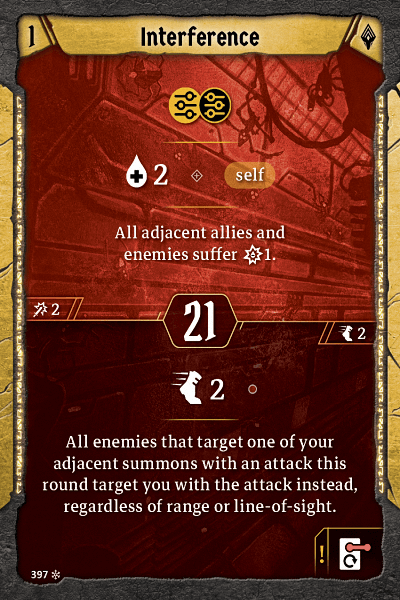 1 Interference
2 self
All adjacent allies and
enemies suffer 1.
2
21
2
2
All enemies that target one of your
adjacent summons with an attack this
round target you with the attack instead,
regardless of range or line-of-sight.
!
397